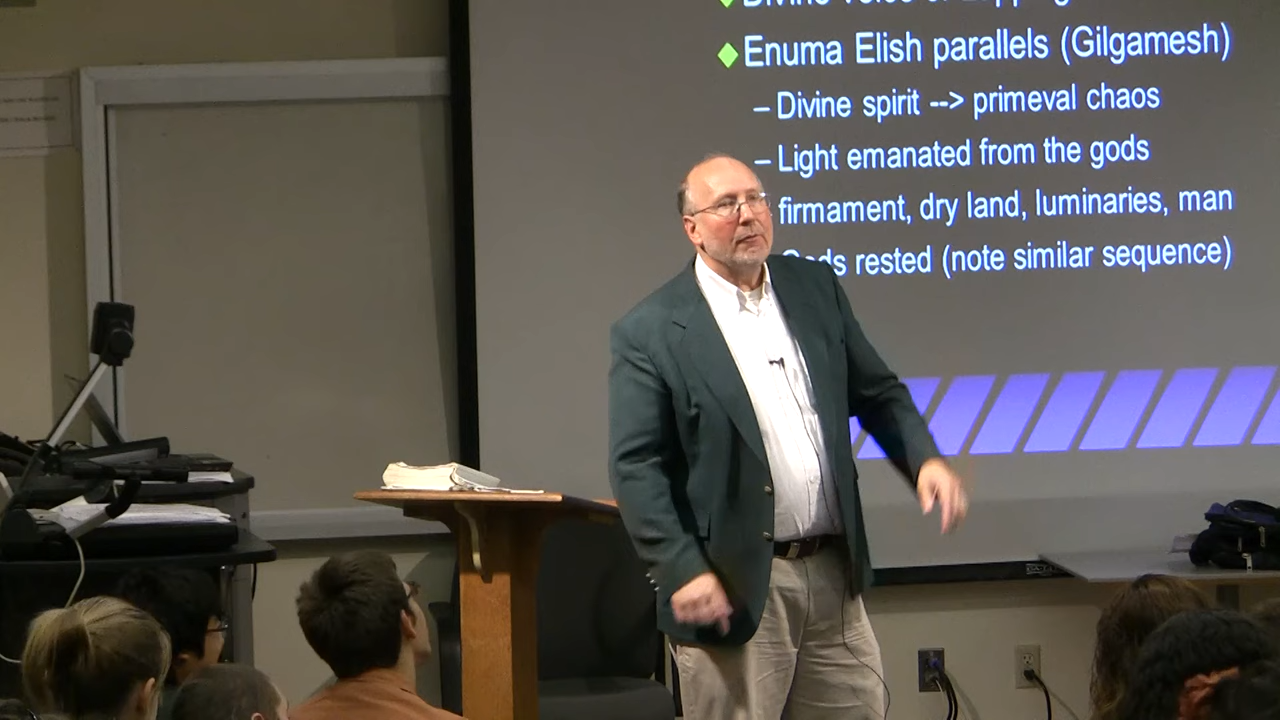 Enuma Elish parallels (Gilgamesh)
– Divine spirit --> primeval chaos
– Light emanated from the gods
firmament, dry land, luminaries, man
rested (note similar sequence)